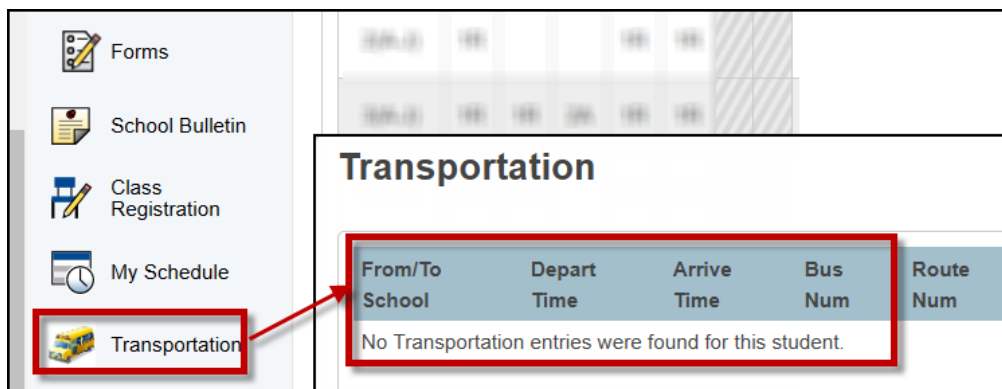 Forms
School Bulletin
Class
Registration
My Schedule
Transportation
Transportation
From/To Depart Arrive Bus Route
School Time Time Num Num
No Transportation entries were found for this student.